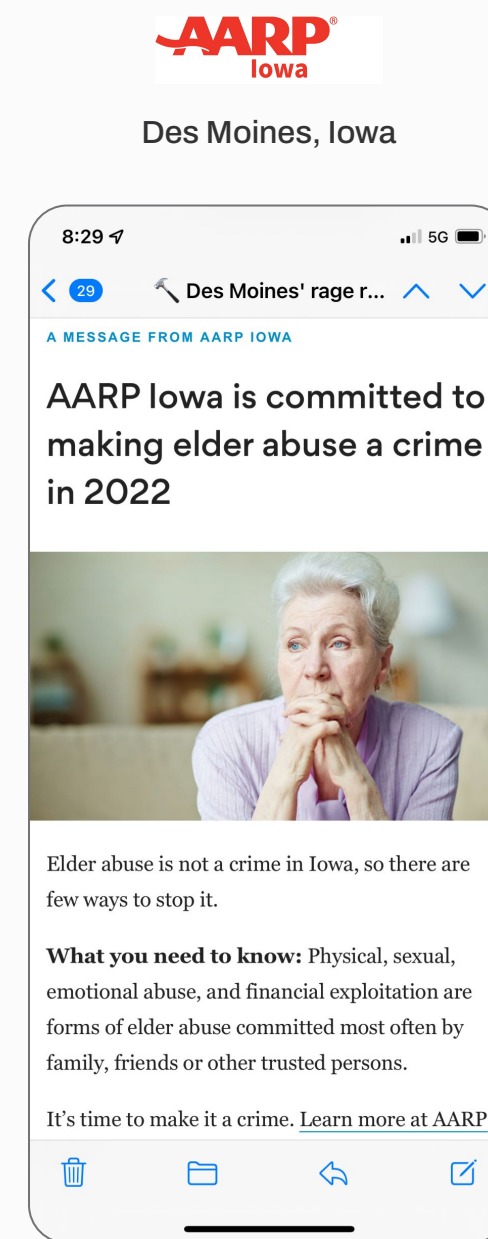 AARP®
Iowa
Des Moines, Iowa
8:29
5G
29
Des Moines' rage r...
A MESSAGE FROM AARP IOWA
AARP Iowa is committed to
making elder abuse a crime
in 2022
Elder abuse is not a crime in Iowa, so there are
few ways to stop it.
What you need to know: Physical, sexual,
emotional abuse, and financial exploitation are
forms of elder abuse committed most often by
family, friends or other trusted persons.
It's time to make it a crime. Learn more at AARP